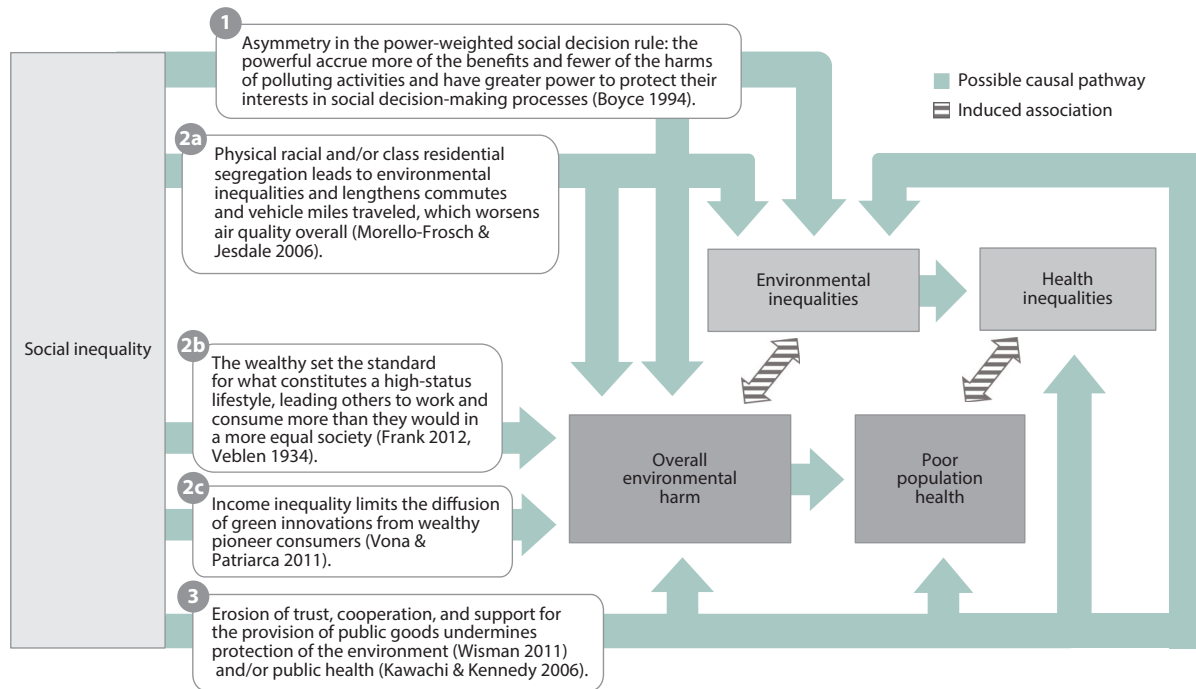 1
Asymmetry in the power-weighted social decision rule: the
powerful accrue more of the benefits and fewer of the harms
of polluting activities and have greater power to protect their
interests in social decision-making processes (Boyce 1994).
Possible causal pathway
Induced association
2a
Physical racial and/or class residential
segregation leads to environmental
inequalities and lengthens commutes
and vehicle miles traveled, which worsens
air quality overall (Morello-Frosch &
Jesdale 2006).
Environmental
inequalities
Health
inequalities
Social inequality
2b
The wealthy set the standard
for what constitutes a high-status
lifestyle, leading others to work and
consume more than they would in
a more equal society (Frank 2012,
Veblen 1934).
Overall
environmental
harm
Poor
population
health
2c
Income inequality limits the diffusion
of green innovations from wealthy
pioneer consumers (Vona &
Patriarca 2011).
3
Erosion of trust, cooperation, and support for
the provision of public goods undermines
protection of the environment (Wisman 2011)
and/or public health (Kawachi & Kennedy 2006).